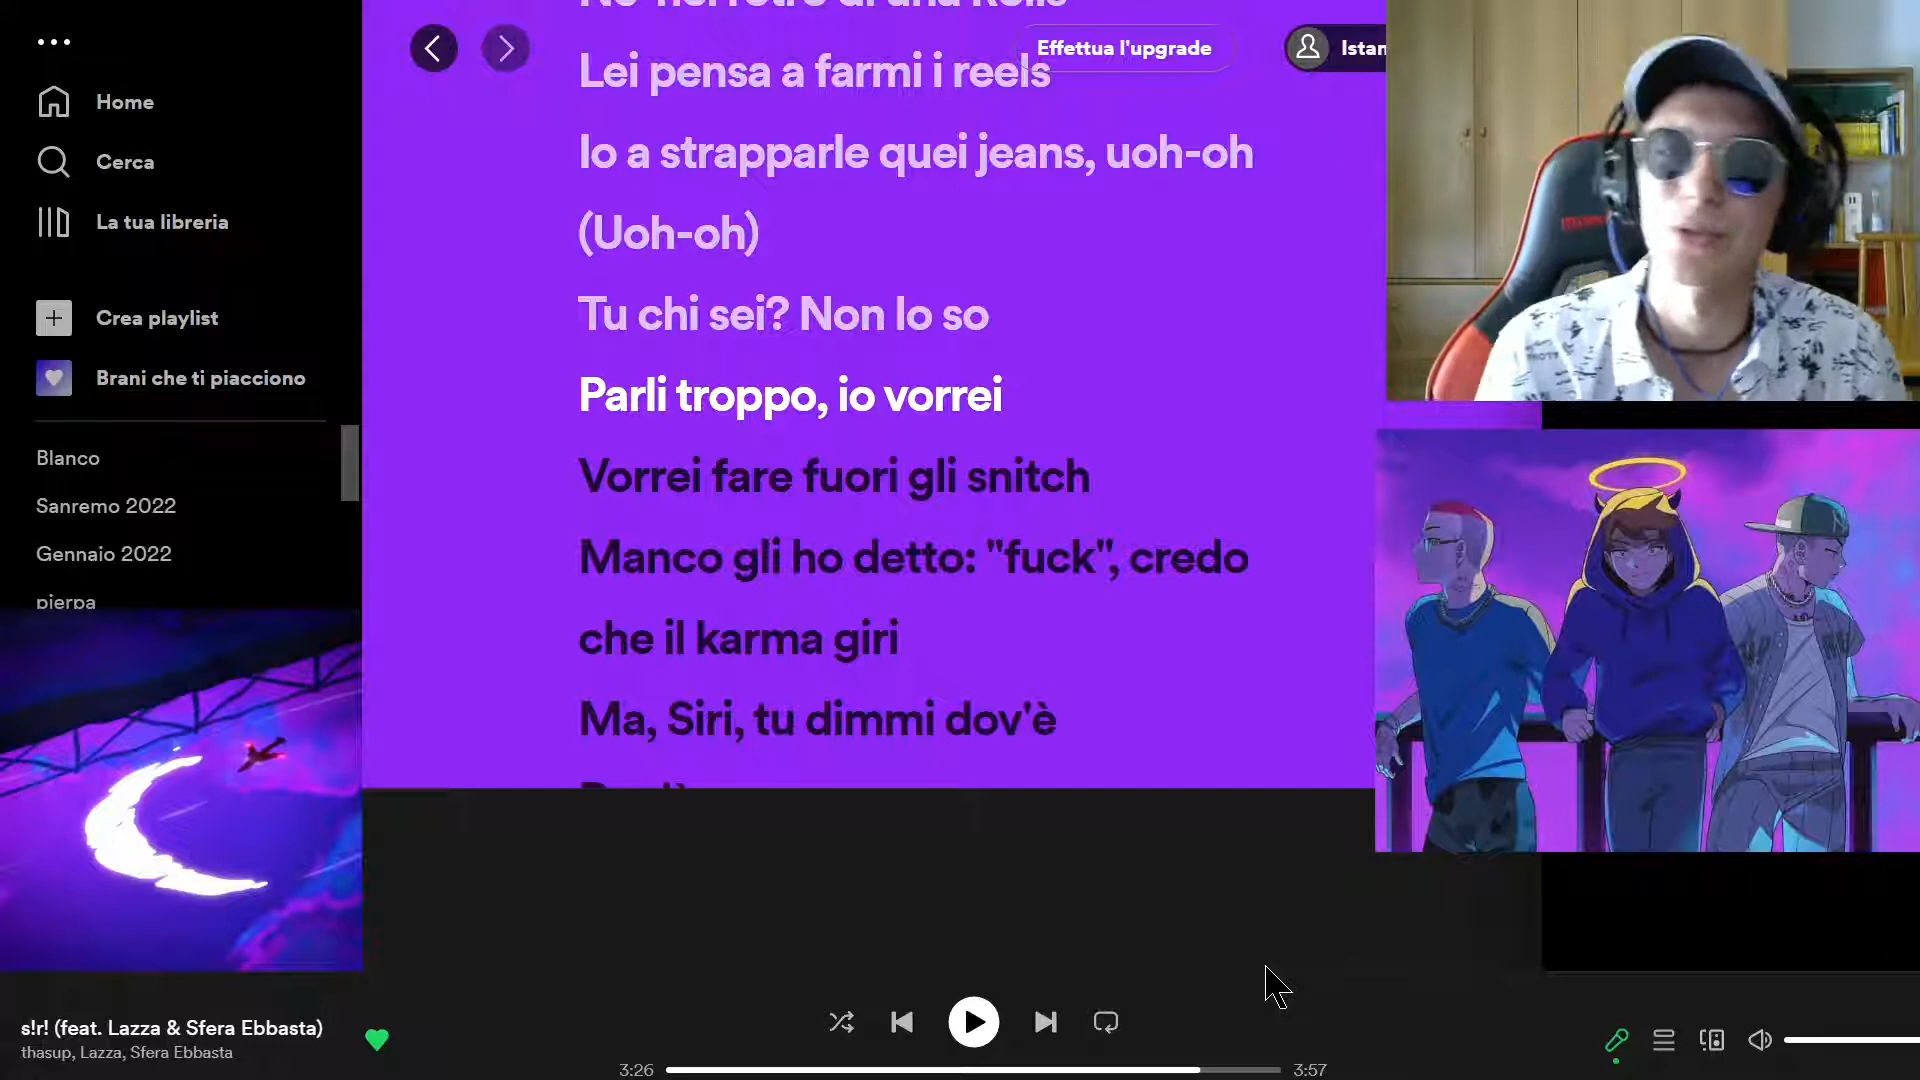 Effettua l'upgrade
Istan
Home
Cerca
La tua libreria
Crea playlist
Brani che ti piacciono
Blanco
Sanremo 2022
Gennaio 2022
pierpa
Lei pensa a farmi i reels
Io a strapparle quei jeans, uoh-oh
(Uoh-oh)
Tu chi sei? Non lo so
Parli troppo, io vorrei
Vorrei fare fuori gli snitch
Manco gli ho detto: "fuck", credo
che il karma giri
Ma, Siri, tu dimmi dov'è
s!r! (feat. Lazza & Sfera Ebbasta)
thasup, Lazza, Sfera Ebbasta
3:26
3:57